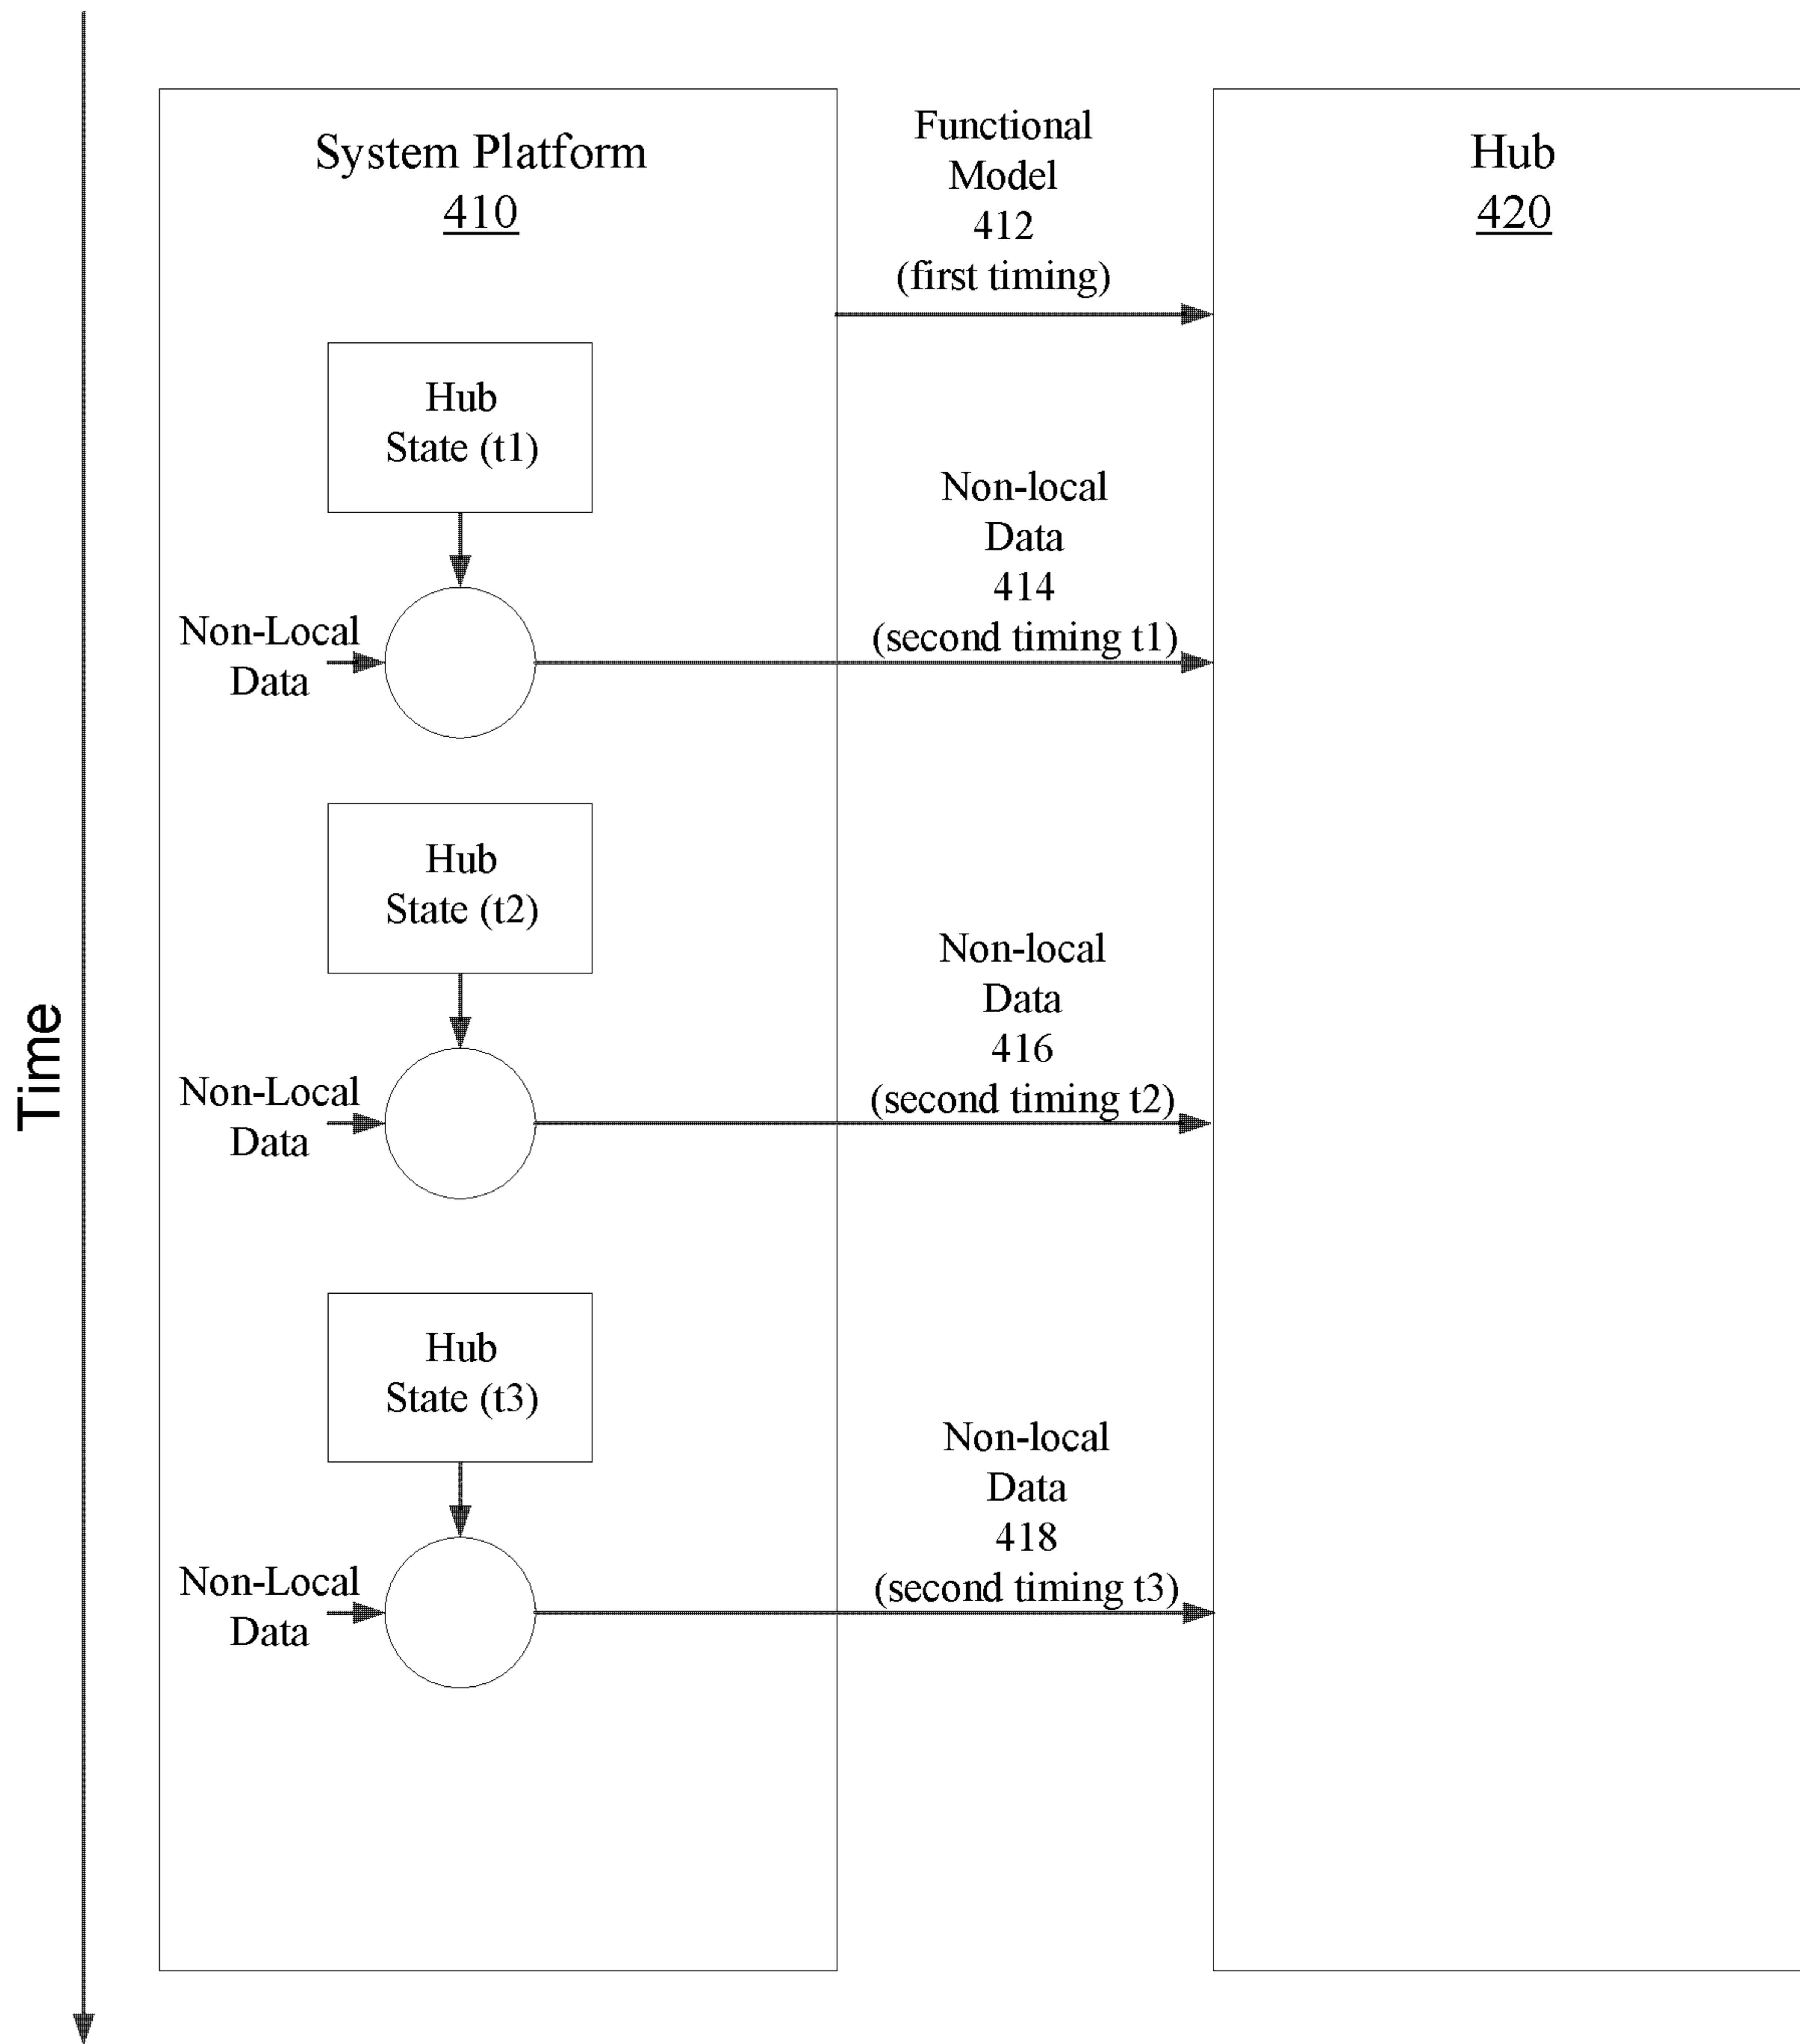 System Platform
410
Functional
Model
412
(first timing)
Hub
420
Hub
State (t1)
Non-local
Data
414
(second timing t1)
Non-Local
Data
Hub
State (t2)
Non-local
Data
416
(second timing t2)
Non-Local
Data
Time
Hub
State (t3)
Non-local
Data
418
(second timing t3)
Non-Local
Data